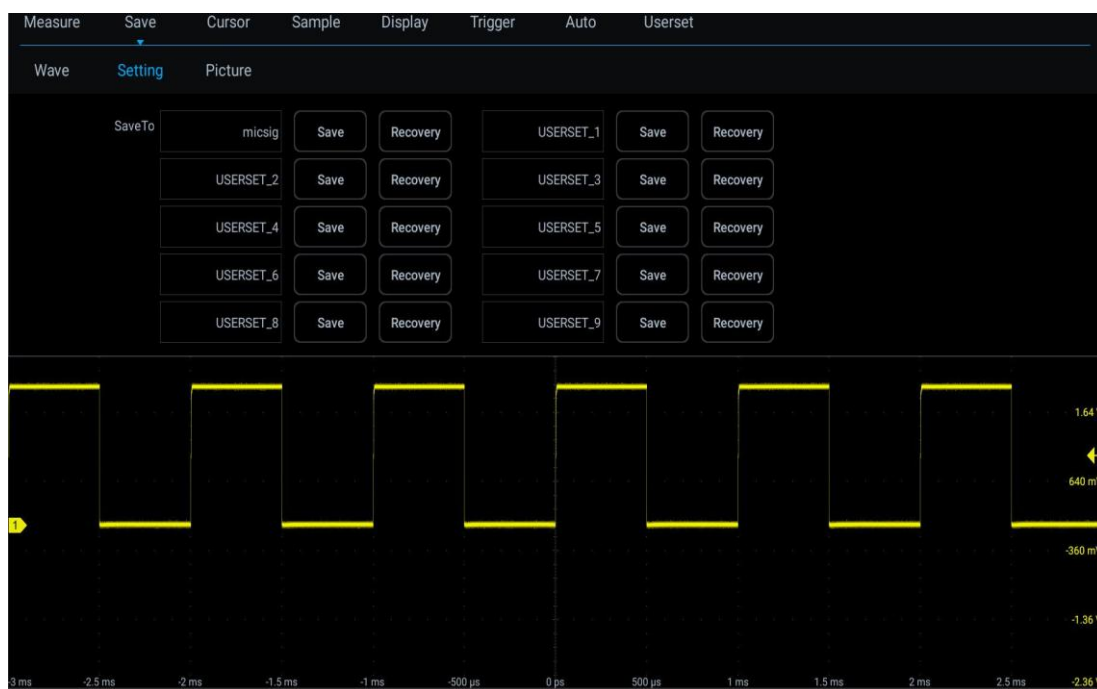 Measure Save Cursor Sample Display Trigger Auto Userset
Wave Setting Picture
SaveTo micsig Save Recovery USERSET_1 Save Recovery
USERSET_2 Save Recovery USERSET_3 Save Recovery
USERSET_4 Save Recovery USERSET_5 Save Recovery
USERSET_6 Save Recovery USERSET_7 Save Recovery
USERSET_8 Save Recovery USERSET_9 Save Recovery
1.64
640 m
1
-360 m
-1.36
-3 ms -2.5 ms -2 ms -1.5 ms -1 ms -500 µs 0 ps 500 µs 1 ms 1.5 ms 2 ms 2.5 ms -2.36